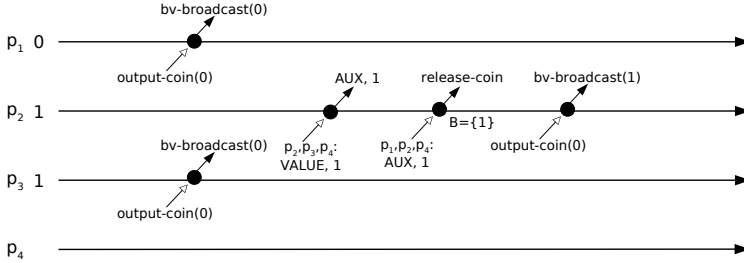 bv-broadcast(0)
p1 0
output-coin(0)
AUX, 1
release-coin
bv-broadcast(1)
p2 1
B={1}
p2,p3,p4:
VALUE, 1
p1,p2,p4:
AUX, 1
output-coin(0)
bv-broadcast(0)
p3 1
output-coin(0)
p4